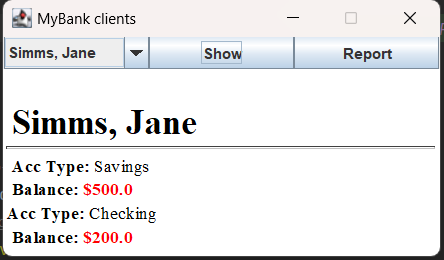 MyBank clients
Simms, Jane Show Report
Simms, Jane
Acc Type: Savings
Balance: $500.0
Acc Type: Checking
Balance: $200.0